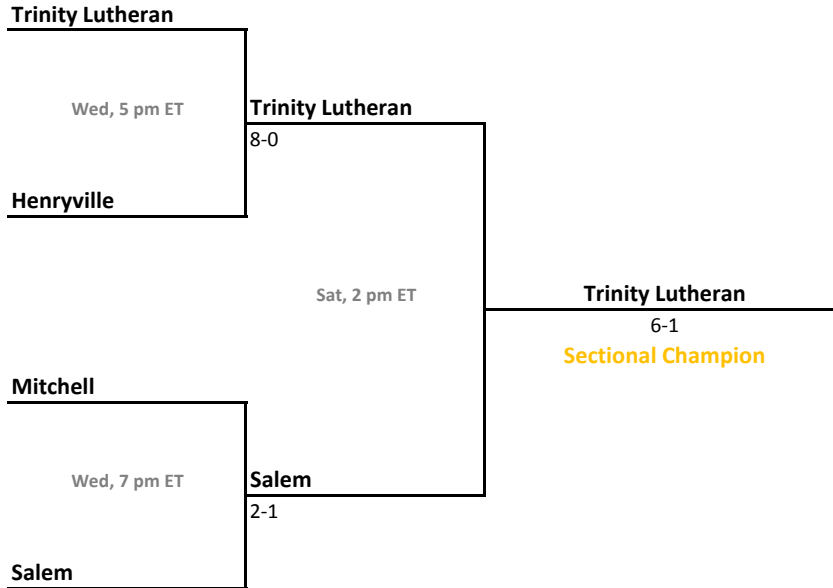 Trinity Lutheran
Wed, 5 pm ET
Trinity Lutheran
8-0
Henryville
Sat, 2 pm ET
Trinity Lutheran
6-1
Sectional Champion
Mitchell
Wed, 7 pm ET
Salem
2-1
Salem